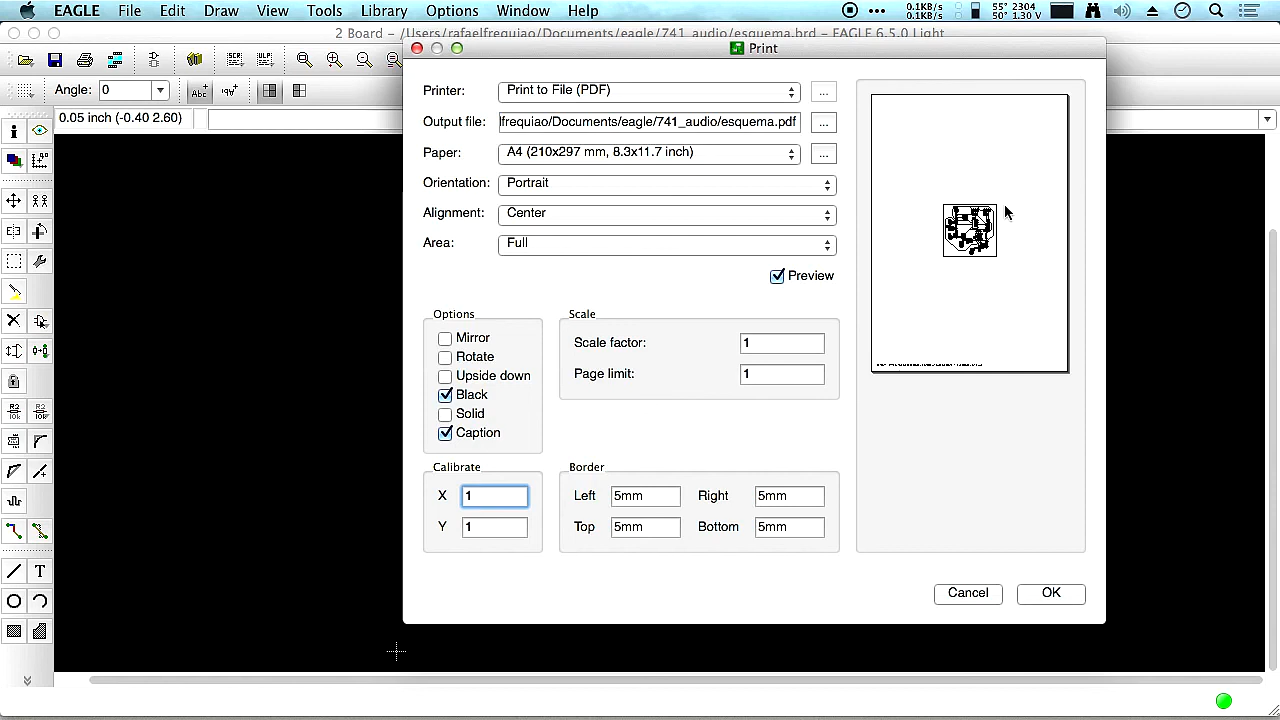 EAGLE File Edit Draw View Tools Library Options Window Help 0.1KB/s 0.1KB/s 55° 2304 50° 1.30 V
2 Board - /Users/rafaelfrequiao/Documents/eagle/741_audio/esquema.brd - EAGLE 6.5.0 Light
Print
Angle: 0
0.05 inch (-0.40 2.60)
Printer: Print to File (PDF) ...
Output file: lfrequiao/Documents/eagle/741_audio/esquema.pdf ...
Paper: A4 (210x297 mm, 8.3x11.7 inch) ...
Orientation: Portrait
Alignment: Center
Area: Full
Preview
Options
Mirror
Rotate
Upside down
Black
Solid
Caption
Scale
Scale factor: 1
Page limit: 1
Calibrate
X 1
Y 1
Border
Left 5mm Right 5mm
Top 5mm Bottom 5mm
Cancel OK